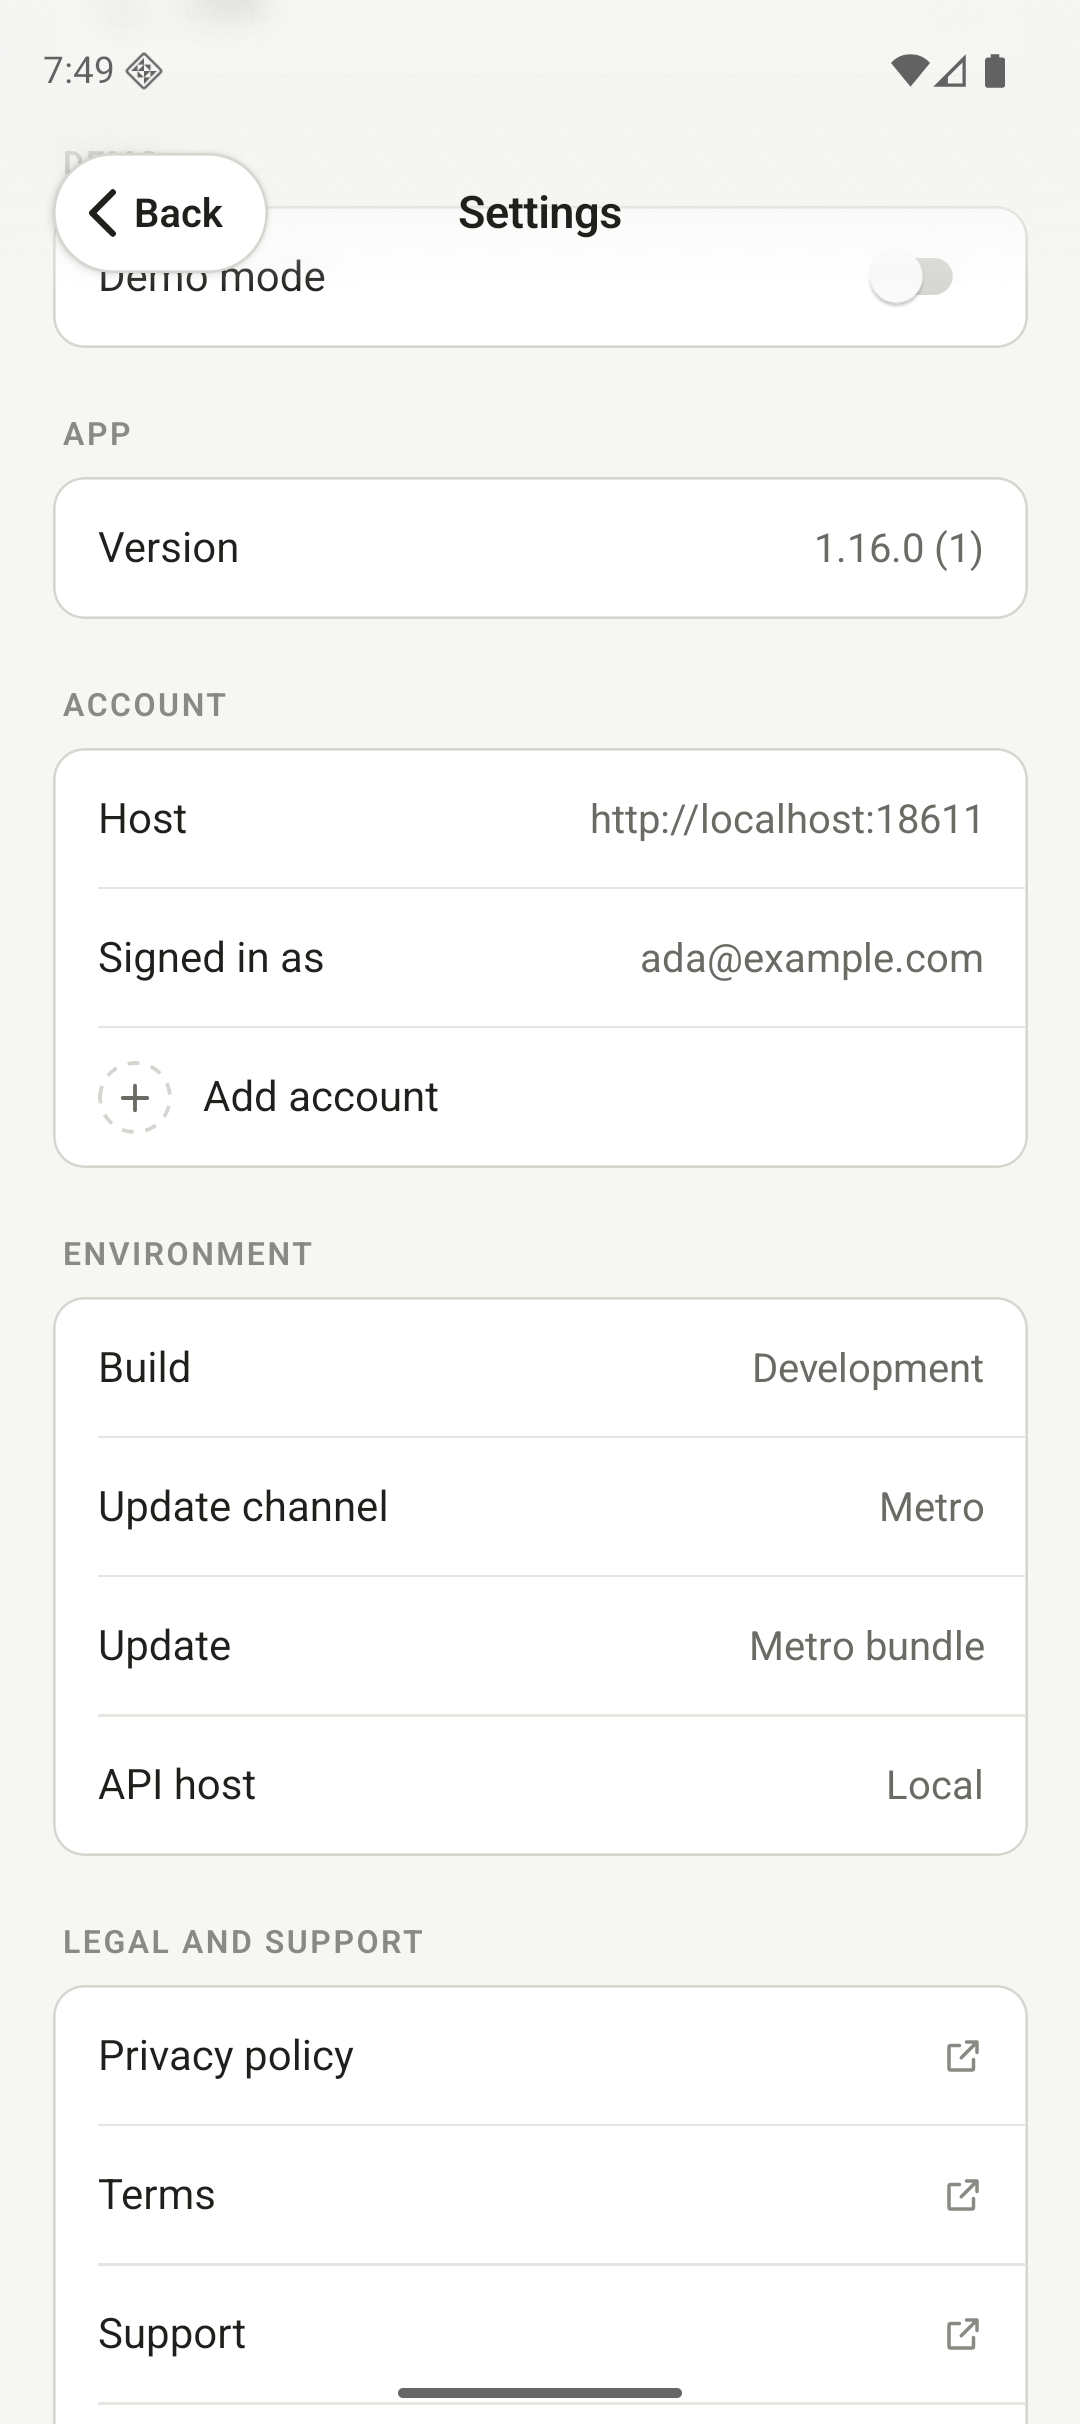 7:49
DEMO
Back
Settings
Demo mode
APP
Version
1.16.0 (1)
ACCOUNT
Host
http://localhost:18611
Signed in as
ada@example.com
Add account
ENVIRONMENT
Build
Development
Update channel
Metro
Update
Metro bundle
API host
Local
LEGAL AND SUPPORT
Privacy policy
Terms
Support